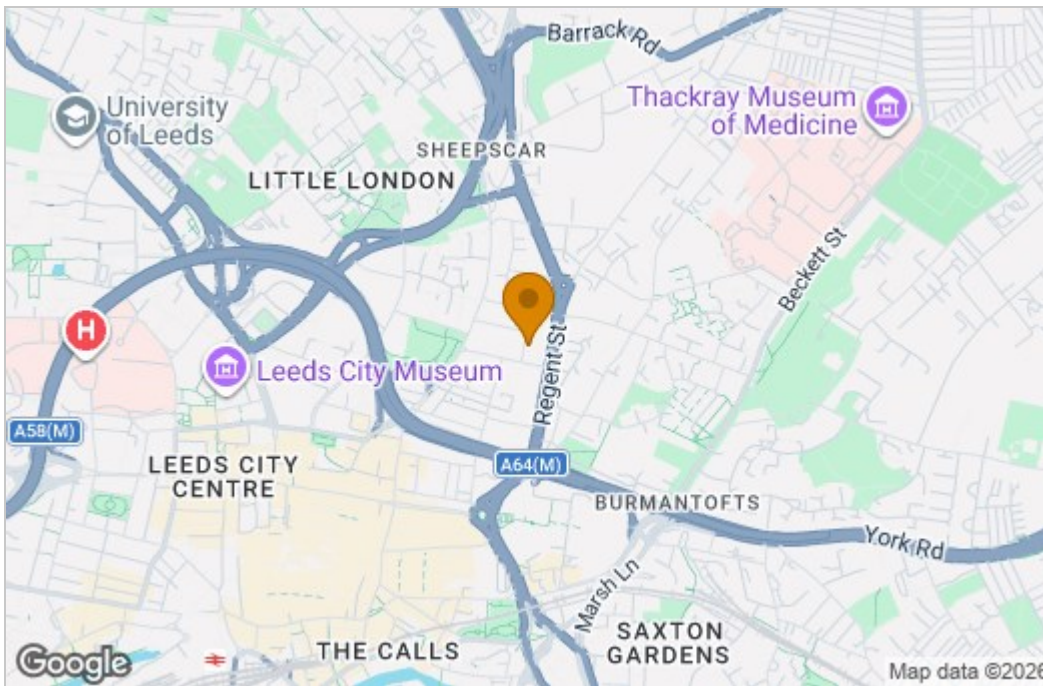 Barrack Rd
University
of Leeds
Thackray Museum
of Medicine
SHEEPSCAR
LITTLE LONDON
Beckett St
H
Regent St
Leeds City Museum
A58(M)
LEEDS CITY
CENTRE
A64(M)
BURMANTOFTS
York Rd
Marsh Ln
SAXTON
GARDENS
THE CALLS
Google
Map data ©2026